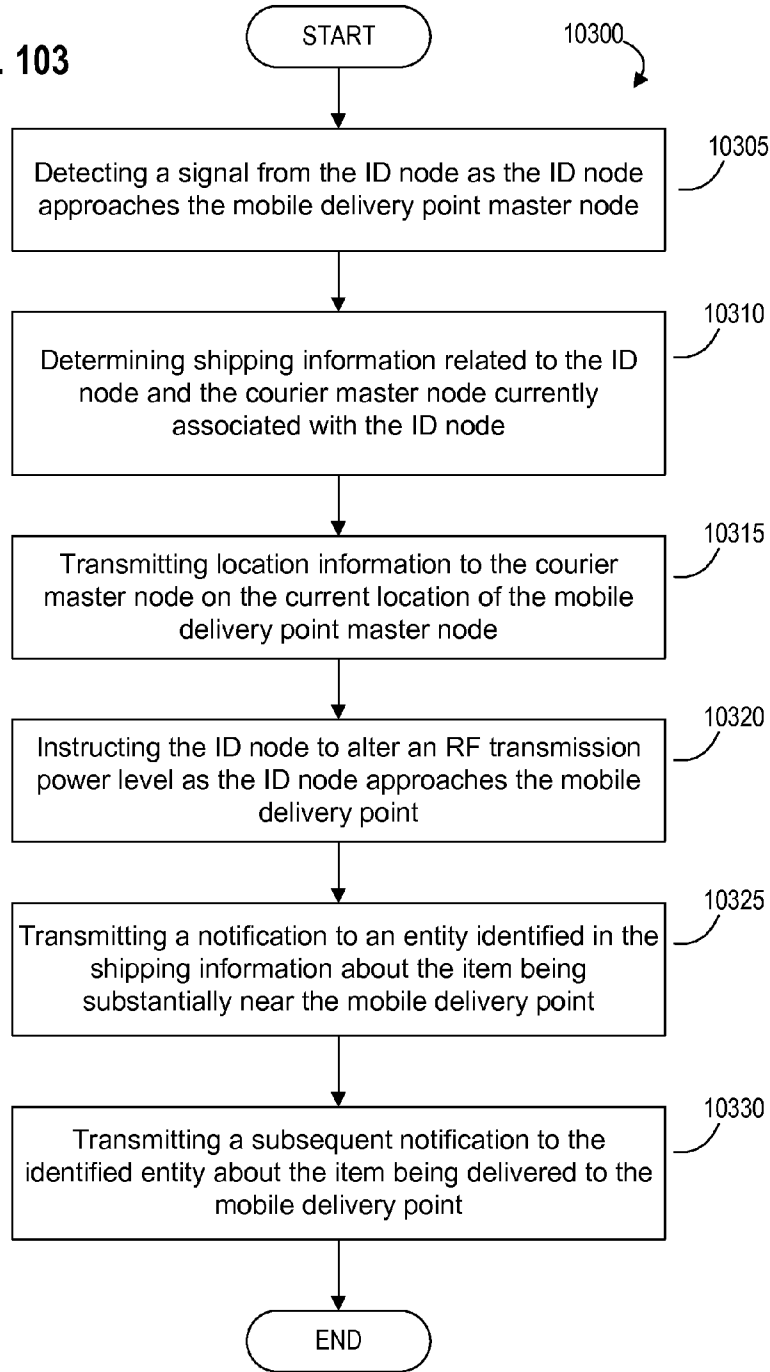 . 103
START
10300
10305
Detecting a signal from the ID node as the ID node
approaches the mobile delivery point master node
10310
Determining shipping information related to the ID
node and the courier master node currently
associated with the ID node
10315
Transmitting location information to the courier
master node on the current location of the mobile
delivery point master node
10320
Instructing the ID node to alter an RF transmission
power level as the ID node approaches the mobile
delivery point
10325
Transmitting a notification to an entity identified in the
shipping information about the item being
substantially near the mobile delivery point
10330
Transmitting a subsequent notification to the
identified entity about the item being delivered to the
mobile delivery point
END